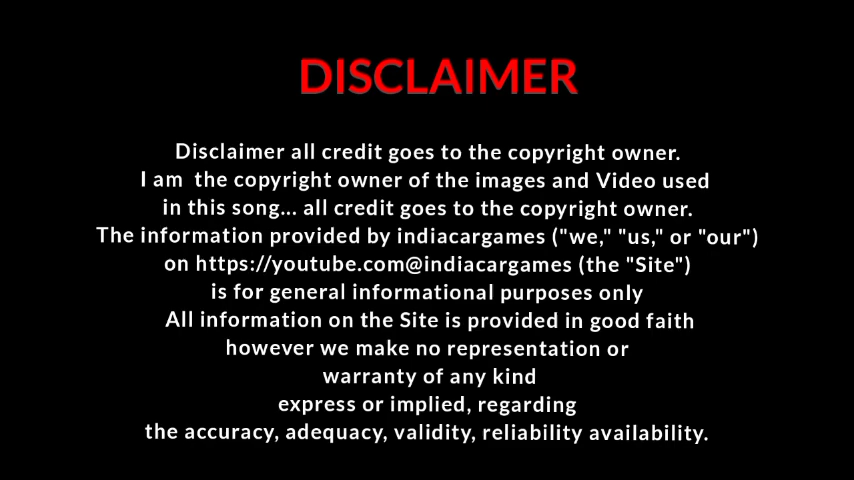 DISCLAIMER
Disclaimer all credit goes to the copyright owner.
I am  the copyright owner of the images and Video used
in this song... all credit goes to the copyright owner.
The information provided by indiacargames ("we," "us," or "our")
on https://youtube.com@indiacargames (the "Site")
is for general informational purposes only
All information on the Site is provided in good faith
however we make no representation or
warranty of any kind
express or implied, regarding
the accuracy, adequacy, validity, reliability availability.